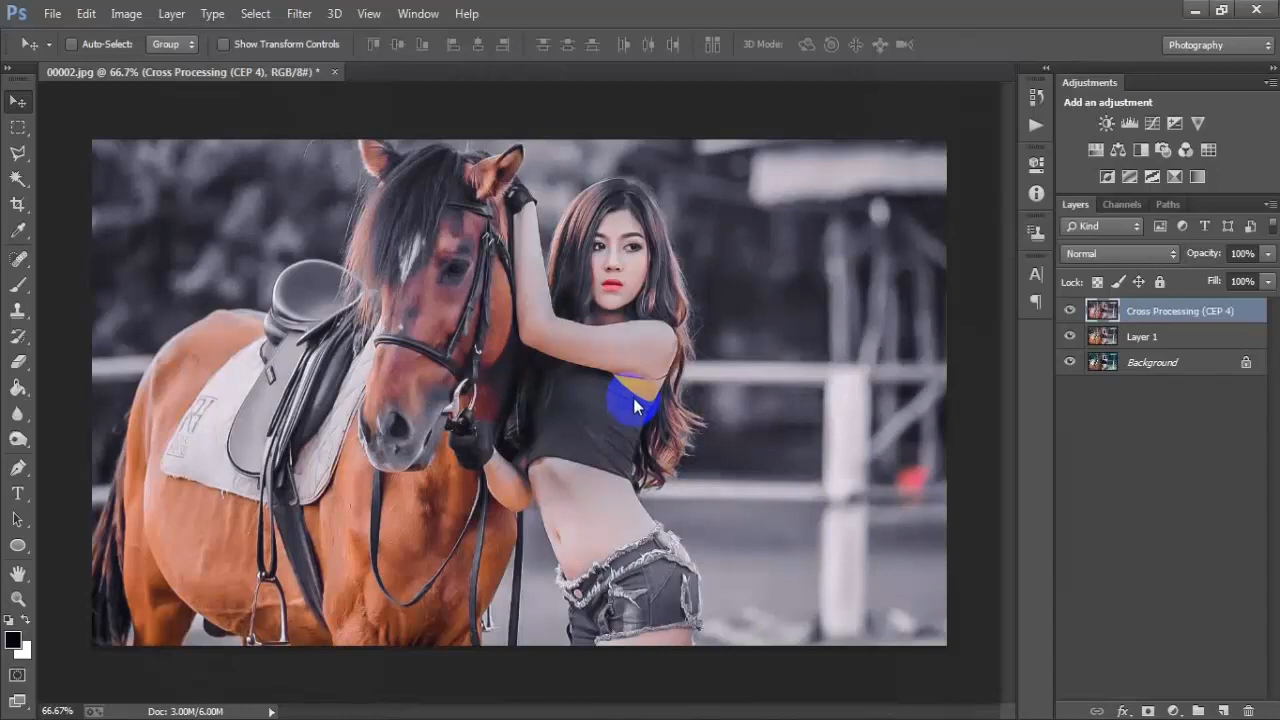 Ps File Edit Image Layer Type Select Filter 3D View Window Help
Auto-Select: Group Show Transform Controls 3D Mode: Photography
00002.jpg @ 66.7% (Cross Processing (CEP 4), RGB/8#) *
Adjustments
Add an adjustment
Layers Channels Paths
Kind
Normal Opacity: 100%
Lock: Fill: 100%
Cross Processing (CEP 4)
Layer 1
Background
66.67% Doc: 3.00M/6.00M